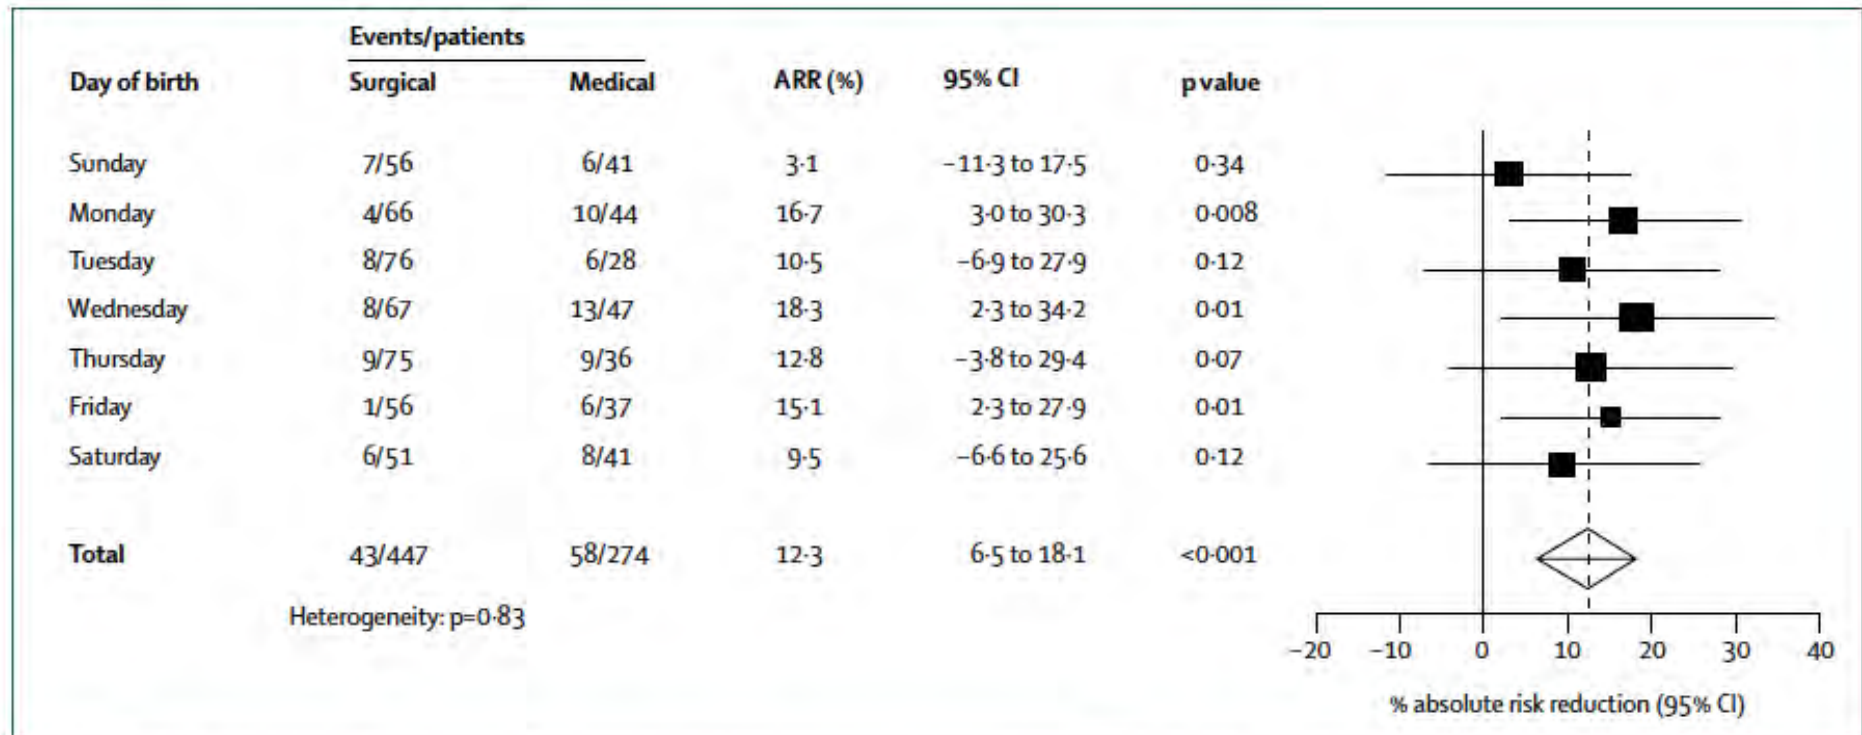 Events/patients
Day of birth Surgical Medical ARR (%) 95% CI p value
Sunday 7/56 6/41 3·1 −11·3 to 17·5 0·34
Monday 4/66 10/44 16·7 3·0 to 30·3 0·008
Tuesday 8/76 6/28 10·5 −6·9 to 27·9 0·12
Wednesday 8/67 13/47 18·3 2·3 to 34·2 0·01
Thursday 9/75 9/36 12·8 −3·8 to 29·4 0·07
Friday 1/56 6/37 15·1 2·3 to 27·9 0·01
Saturday 6/51 8/41 9·5 −6·6 to 25·6 0·12
Total 43/447 58/274 12·3 6·5 to 18·1 <0·001
Heterogeneity: p=0·83
−20 −10 0 10 20 30 40
% absolute risk reduction (95% CI)